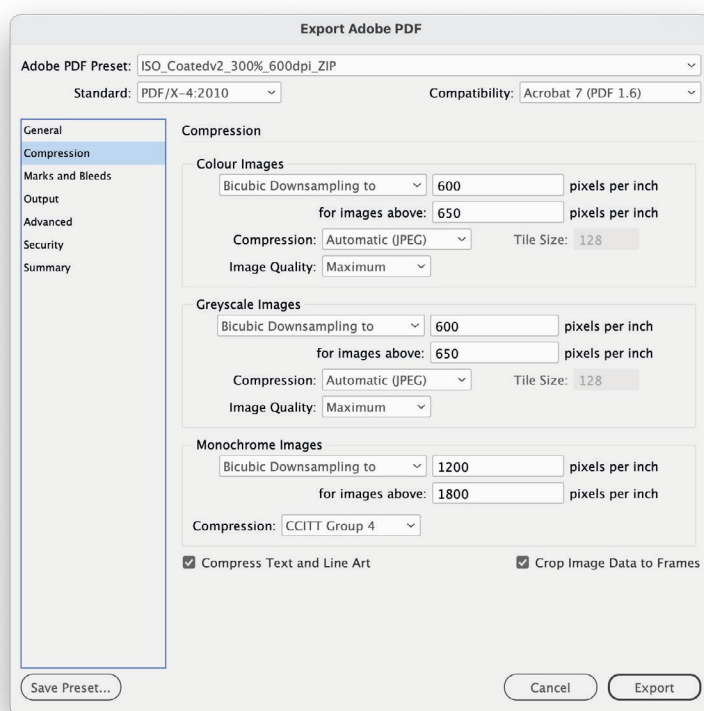 Export Adobe PDF
Adobe PDF Preset: ISO_Coatedv2_300%_600dpi_ZIP
Standard: PDF/X-4:2010 Compatibility: Acrobat 7 (PDF 1.6)
General
Compression
Marks and Bleeds
Output
Advanced
Security
Summary
Compression
Colour Images
Bicubic Downsampling to 600 pixels per inch
for images above: 650 pixels per inch
Compression: Automatic (JPEG) Tile Size: 128
Image Quality: Maximum
Greyscale Images
Bicubic Downsampling to 600 pixels per inch
for images above: 650 pixels per inch
Compression: Automatic (JPEG) Tile Size: 128
Image Quality: Maximum
Monochrome Images
Bicubic Downsampling to 1200 pixels per inch
for images above: 1800 pixels per inch
Compression: CCITT Group 4
Compress Text and Line Art Crop Image Data to Frames
Save Preset... Cancel Export